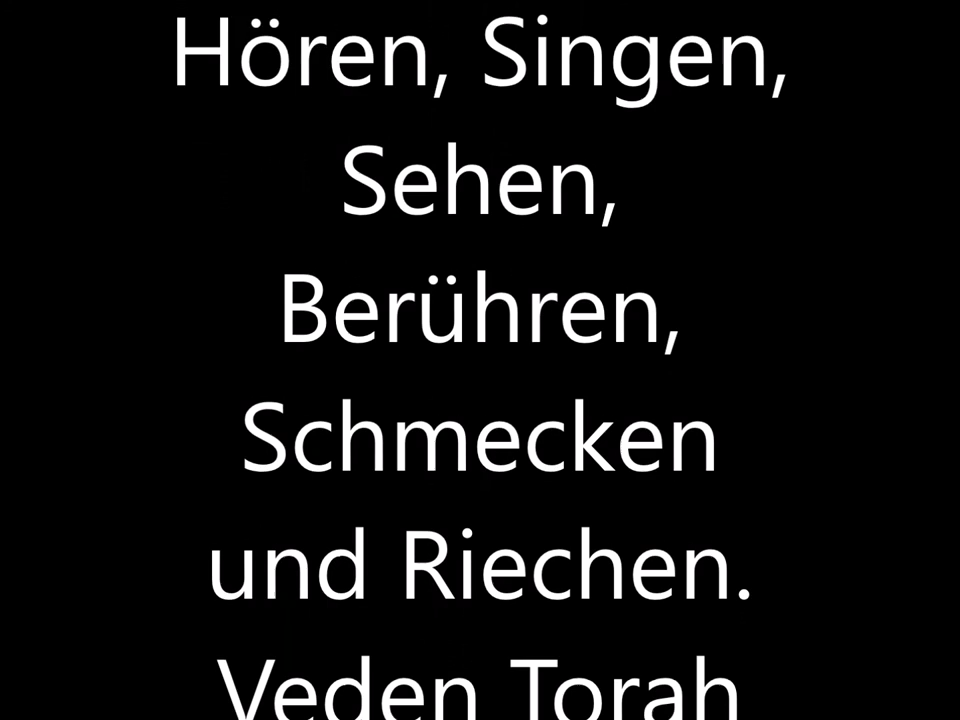 Hören, Singen,
Sehen,
Berühren,
Schmecken
und Riechen.
Veden Torah